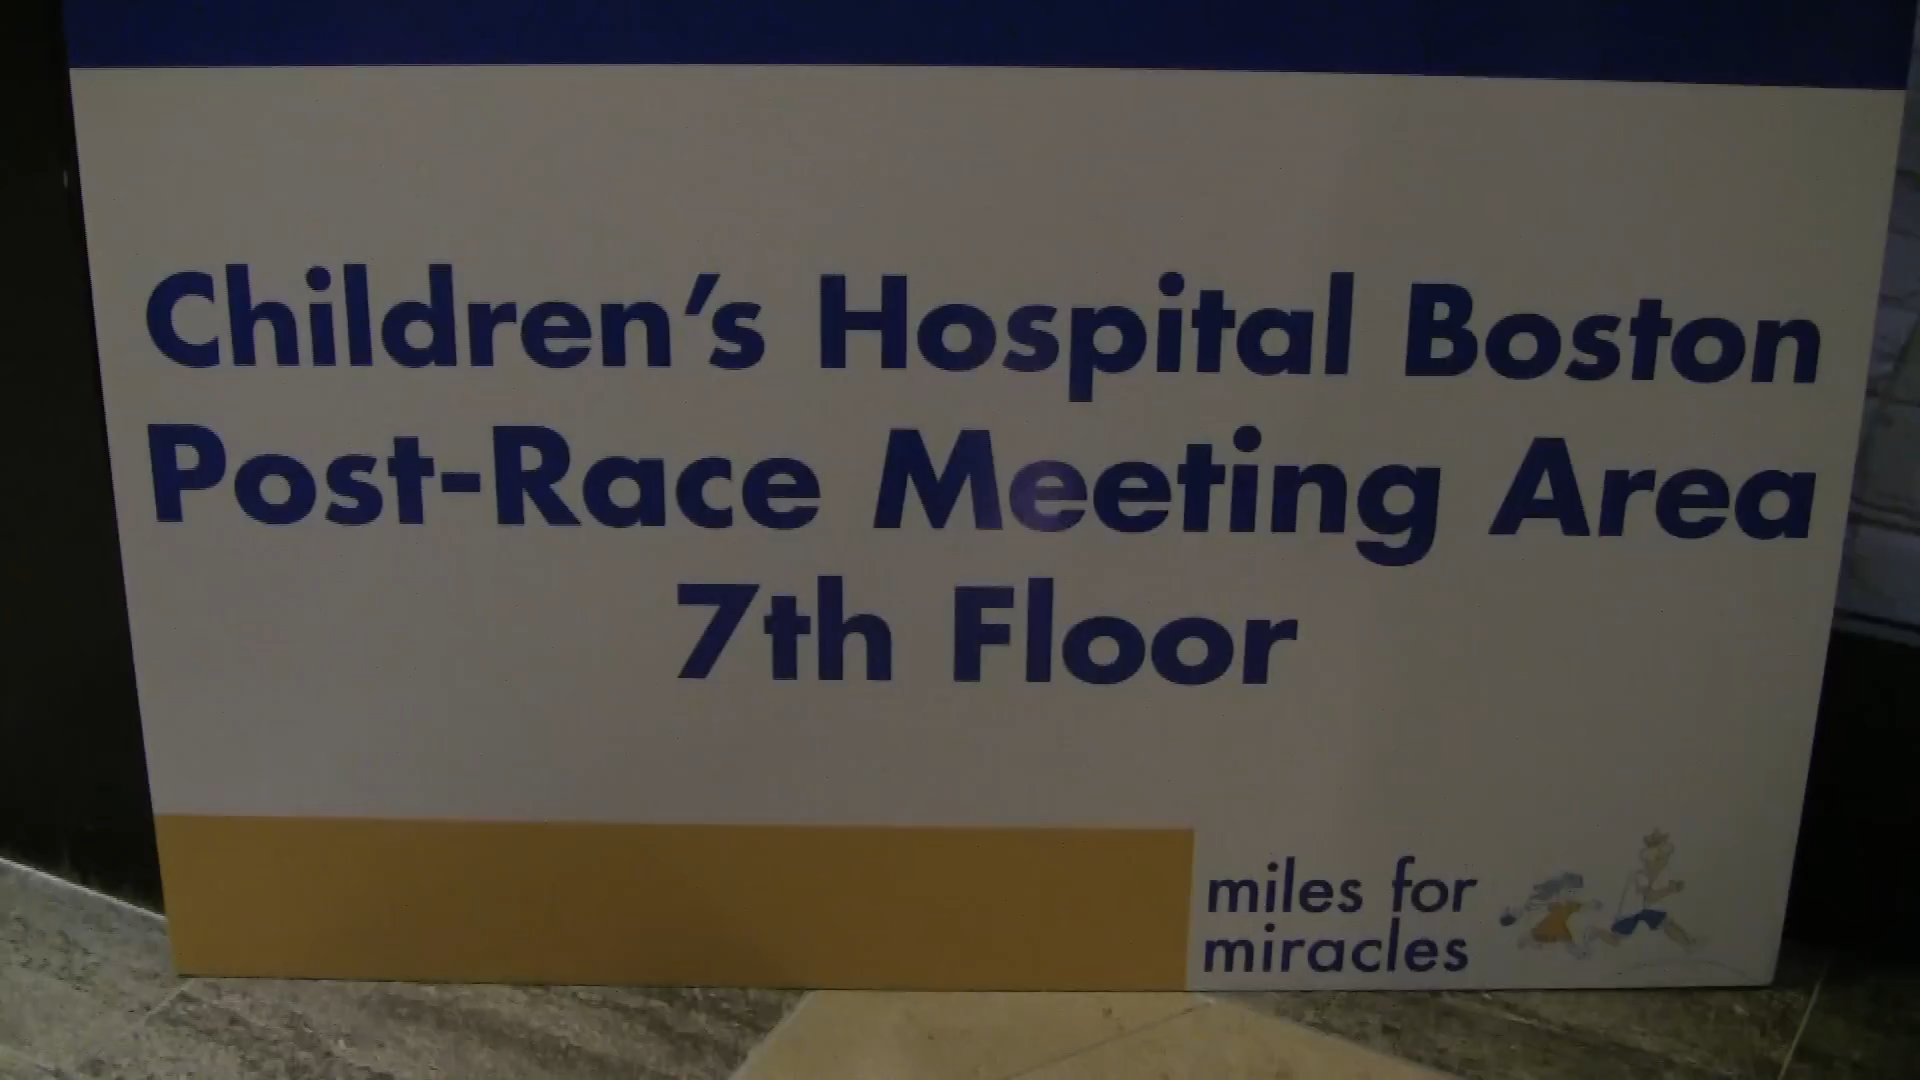 Children's Hospital Boston
Post-Race Meeting Area
7th Floor
miles for
miracles